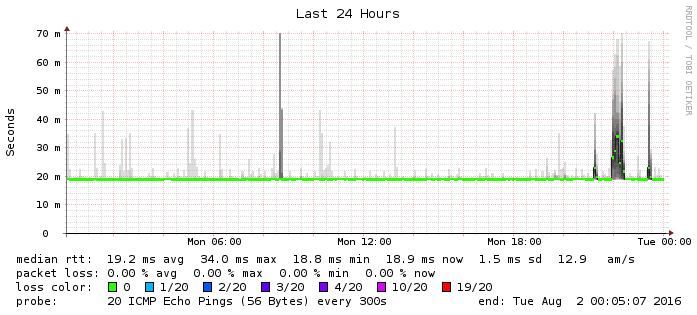 Last 24 Hours
RRDTOOL / TOBI OETIKER
Seconds
70 m
60 m
50 m
40 m
30 m
20 m
10 m
0
Mon 06:00 Mon 12:00 Mon 18:00 Tue 00:00
median rtt: 19.2 ms avg 34.0 ms max 18.8 ms min 18.9 ms now 1.5 ms sd 12.9 am/s
packet loss: 0.00 % avg 0.00 % max 0.00 % min 0.00 % now
loss color: 0 1/20 2/20 3/20 4/20 10/20 19/20
probe: 20 ICMP Echo Pings (56 Bytes) every 300s end: Tue Aug 2 00:05:07 2016